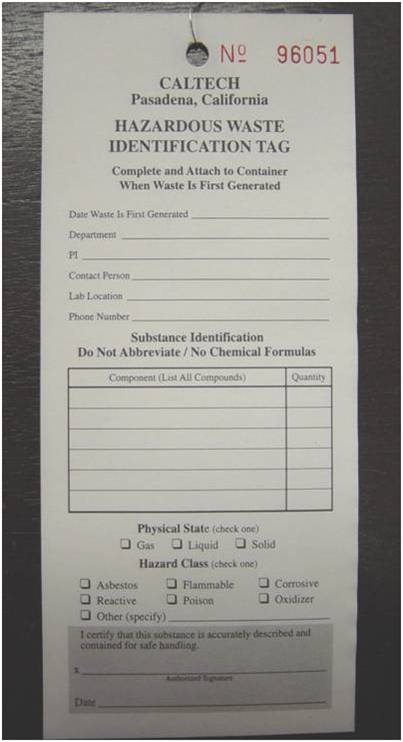 Nº 96051
CALTECH
Pasadena, California
HAZARDOUS WASTE
IDENTIFICATION TAG
Complete and Attach to Container
When Waste Is First Generated
Date Waste Is First Generated
Department
PI
Contact Person
Lab Location
Phone Number
Substance Identification
Do Not Abbreviate / No Chemical Formulas
Component (List All Compounds) Quantity
Physical State (check one)
Gas Liquid Solid
Hazard Class (check one)
Asbestos Flammable Corrosive
Reactive Poison Oxidizer
Other (specify)
I certify that this substance is accurately described and
contained for safe handling.
x
Authorized Signature
Date